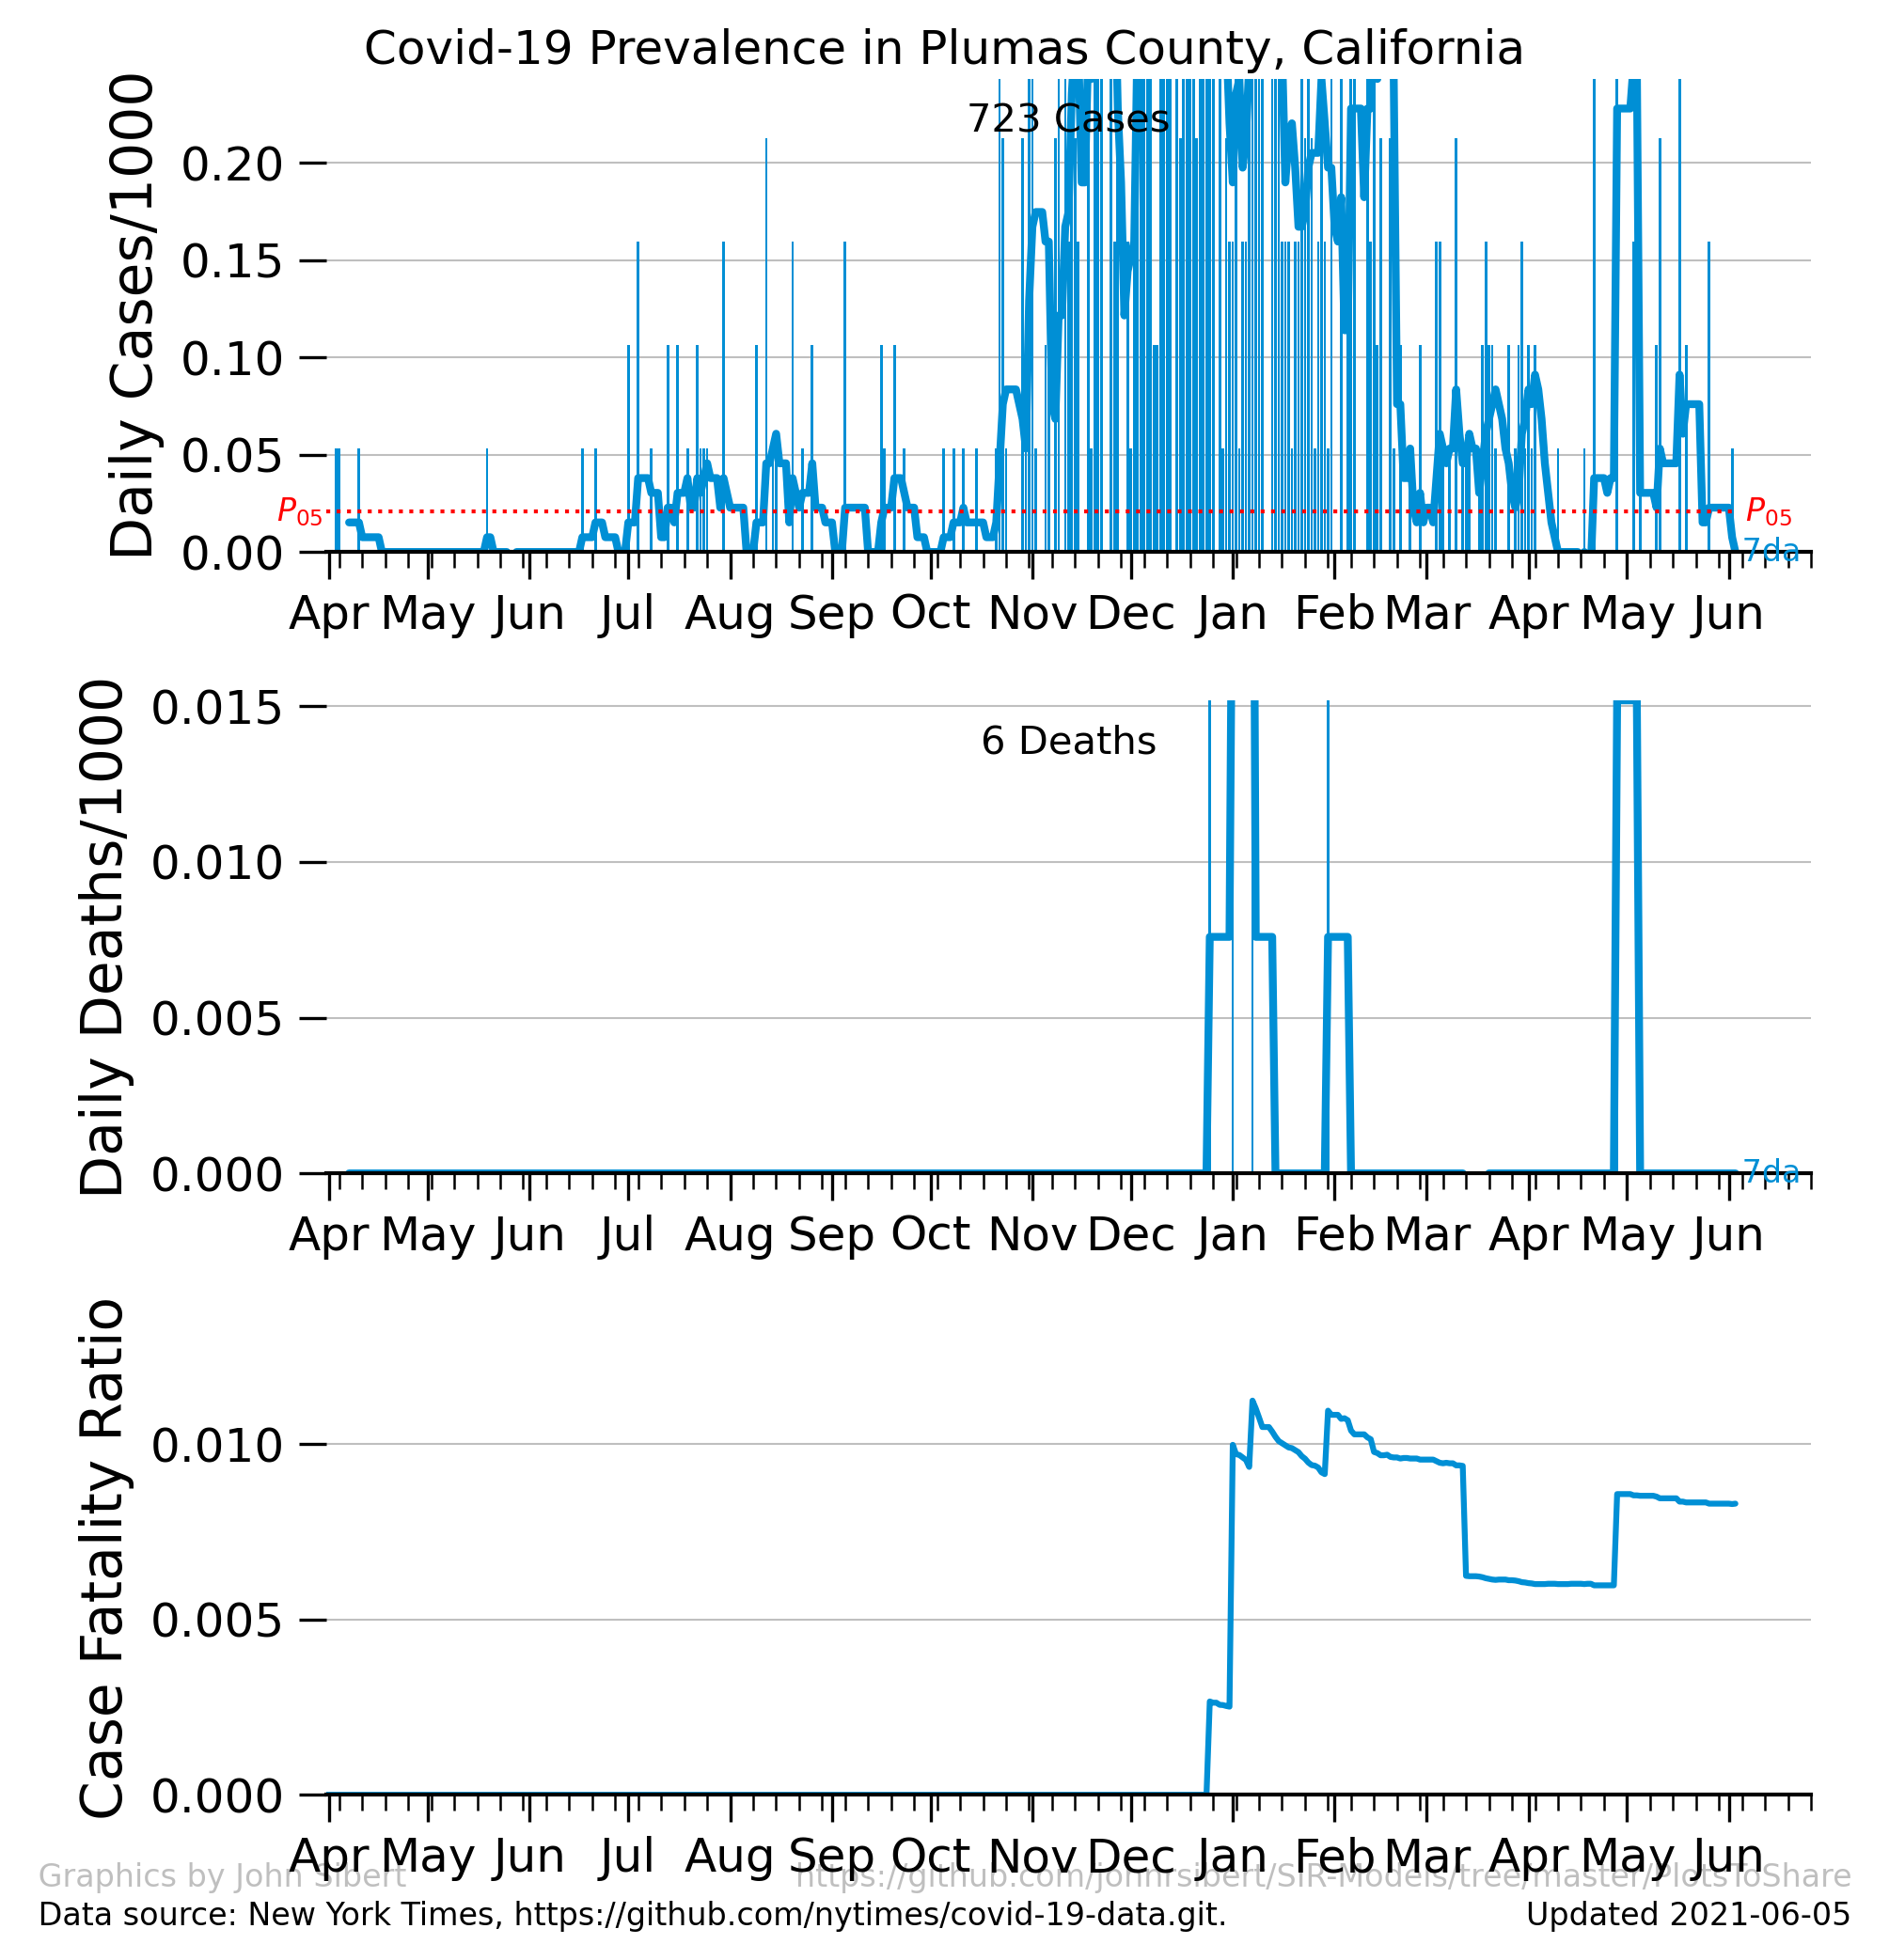 Covid-19 Prevalence in Plumas County, California
Daily Cases/1000
723 Cases
0.20
0.15
0.10
0.05
0.00
P05
P05
7da
Apr May Jun Jul Aug Sep Oct Nov Dec Jan Feb Mar Apr May Jun
Daily Deaths/1000
6 Deaths
0.015
0.010
0.005
0.000
7da
Apr May Jun Jul Aug Sep Oct Nov Dec Jan Feb Mar Apr May Jun
Case Fatality Ratio
0.010
0.005
0.000
Apr May Jun Jul Aug Sep Oct Nov Dec Jan Feb Mar Apr May Jun
Graphics by John Sibert https://github.com/johnrsibert/SIR-Models/tree/master/PlotsToShare
Data source: New York Times, https://github.com/nytimes/covid-19-data.git. Updated 2021-06-05